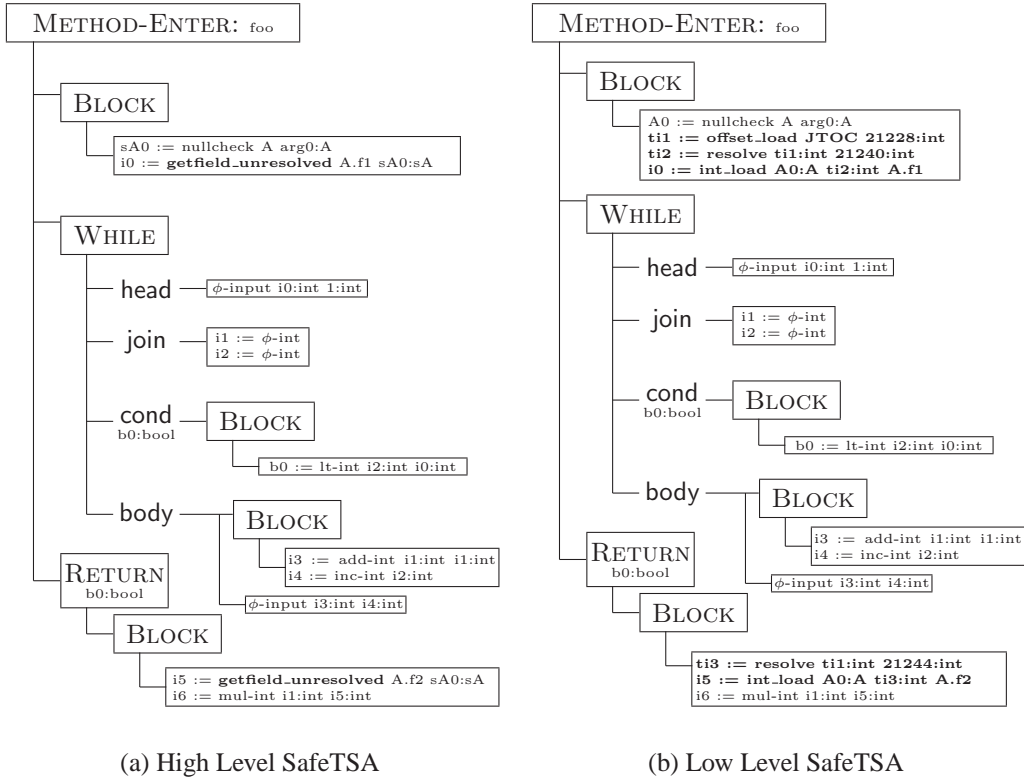 METHOD-ENTER: foo
BLOCK
sA0 := nullcheck A arg0:A
i0 := getfield_unresolved A.f1 sA0:sA
WHILE
head
ϕ-input i0:int 1:int
join
i1 := ϕ-int
i2 := ϕ-int
cond
b0:bool
BLOCK
b0 := lt-int i2:int i0:int
body
BLOCK
i3 := add-int i1:int i1:int
i4 := inc-int i2:int
ϕ-input i3:int i4:int
RETURN
b0:bool
BLOCK
i5 := getfield_unresolved A.f2 sA0:sA
i6 := mul-int i1:int i5:int
(a) High Level SafeTSA
METHOD-ENTER: foo
BLOCK
A0 := nullcheck A arg0:A
ti1 := offset_load JTOC 21228:int
ti2 := resolve ti1:int 21240:int
i0 := int_load A0:A ti2:int A.f1
WHILE
head
ϕ-input i0:int 1:int
join
i1 := ϕ-int
i2 := ϕ-int
cond
b0:bool
BLOCK
b0 := lt-int i2:int i0:int
body
BLOCK
i3 := add-int i1:int i1:int
i4 := inc-int i2:int
ϕ-input i3:int i4:int
RETURN
b0:bool
BLOCK
ti3 := resolve ti1:int 21244:int
i5 := int_load A0:A ti3:int A.f2
i6 := mul-int i1:int i5:int
(b) Low Level SafeTSA